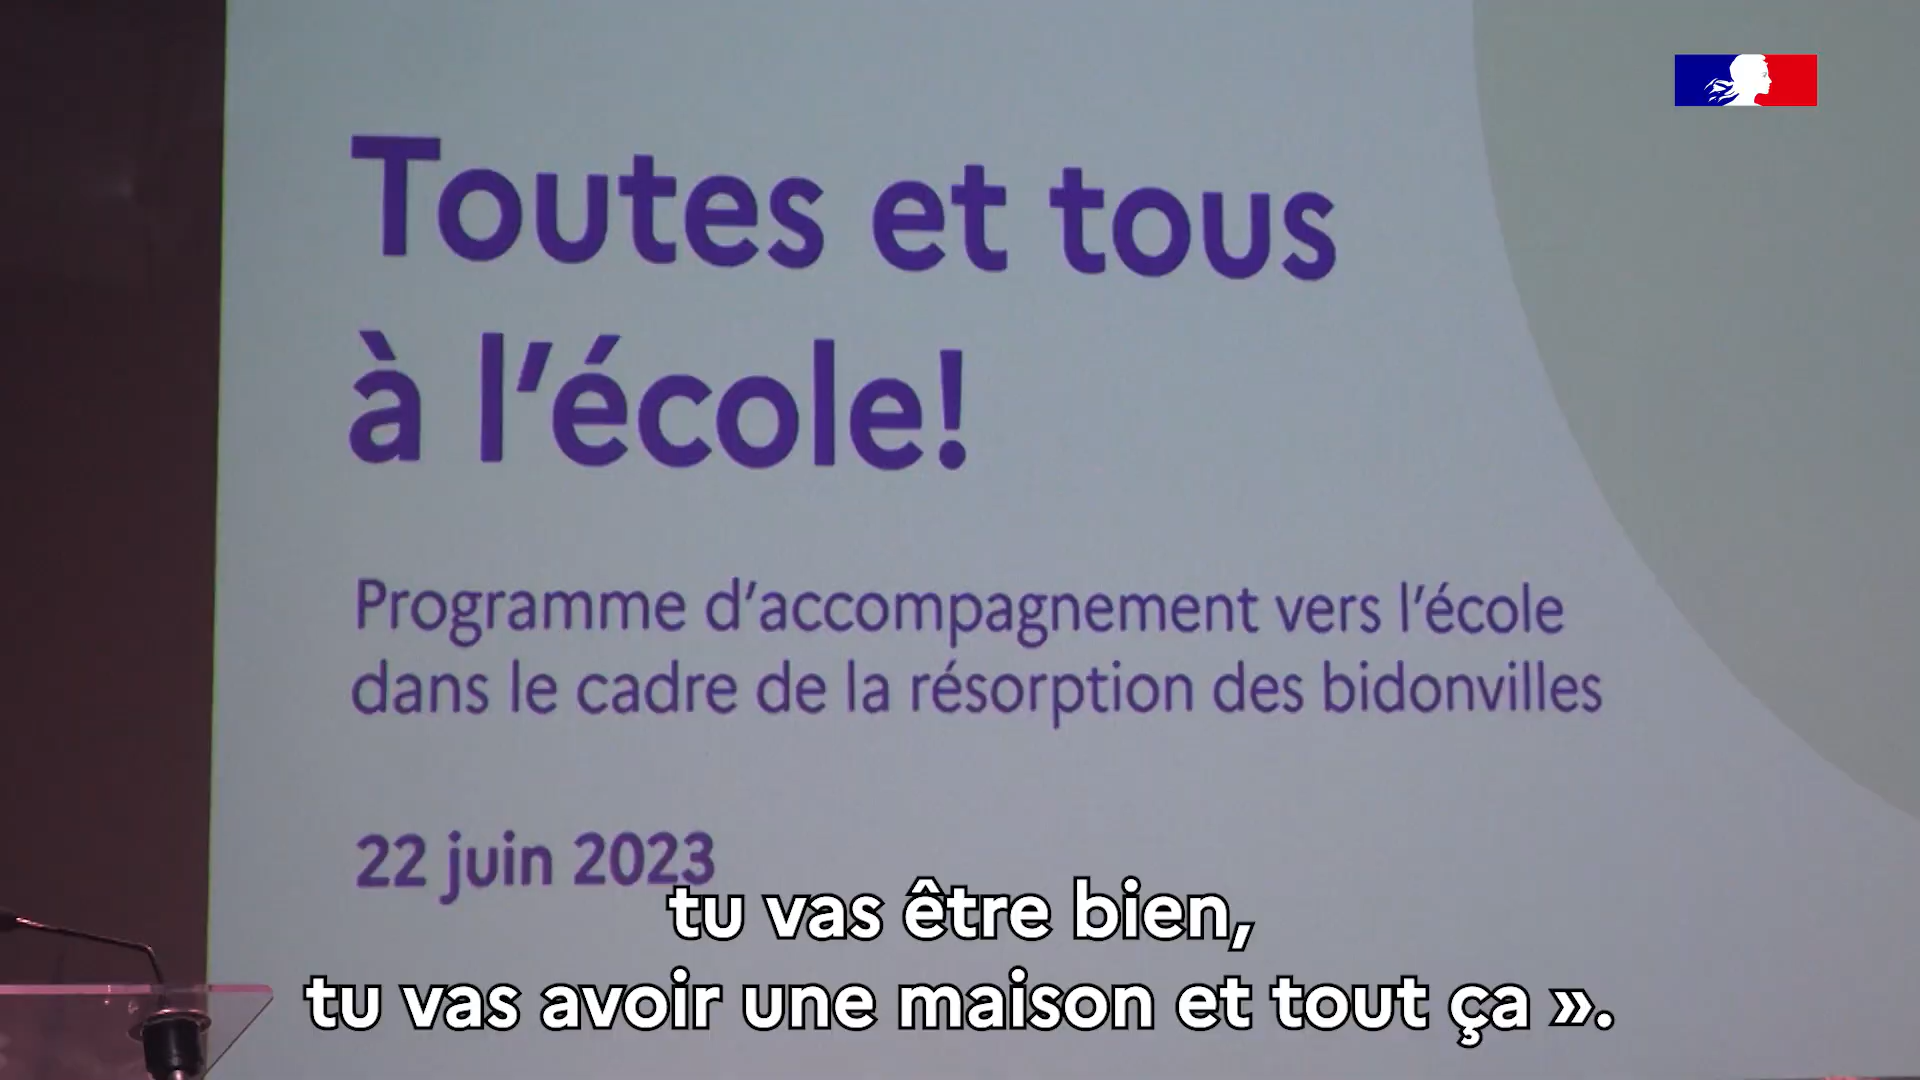 Toutes et tous
à l'école!
Programme d'accompagnement vers l'école
dans le cadre de la résorption des bidonvilles
22 juin 2023
tu vas être bien,
tu vas avoir une maison et tout ça ».